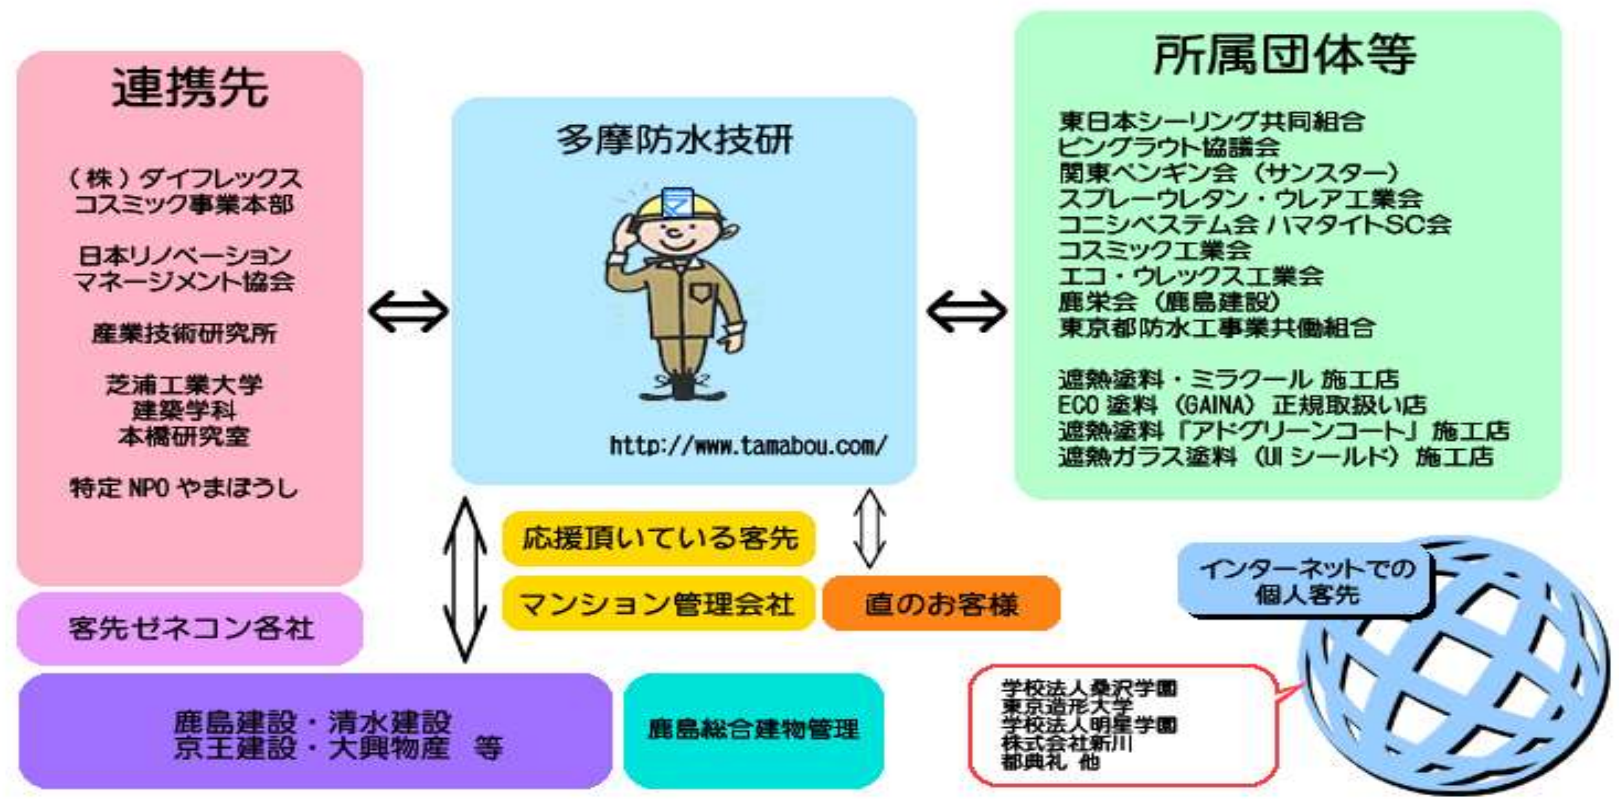 連携先
（株）ダイフレックス
コスミック事業本部
日本リノベーション
マネージメント協会
産業技術研究所
芝浦工業大学
建築学科
本橋研究室
特定NPOやまぼうし
多摩防水技研
http://www.tamabou.com/
所属団体等
東日本シーリング共同組合
ピングラウト協議会
関東ペンギン会（サンスター）
スプレーウレタン・ウレア工業会
コニシベステム会 ハマタイトSC会
コスミック工業会
エコ・ウレックス工業会
鹿栄会（鹿島建設）
東京都防水工事業共働組合
遮熱塗料・ミラクール 施工店
ECO 塗料（GAINA）正規取扱い店
遮熱塗料「アドグリーンコート」施工店
遮熱ガラス塗料（UIシールド）施工店
応援頂いている客先
マンション管理会社
直のお客様
客先ゼネコン各社
鹿島建設・清水建設
京王建設・大興物産 等
鹿島総合建物管理
インターネットでの
個人客先
学校法人桑沢学園
東京造形大学
学校法人明星学園
株式会社新川
都典礼 他